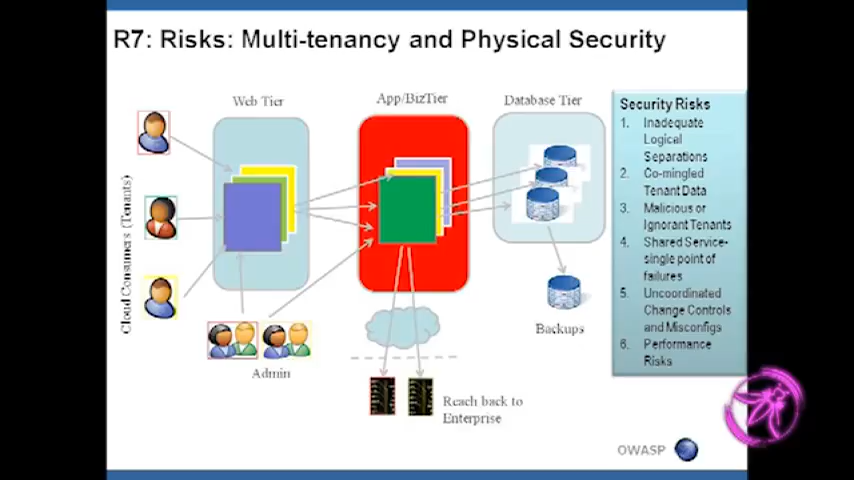 R7: Risks: Multi-tenancy and Physical Security
Web Tier
App/BizTier
Database Tier
Cloud Consumers (Tenants)
Admin
Backups
Reach back to
Enterprise
Security Risks
1. Inadequate
Logical
Separations
2. Co-mingled
Tenant Data
3. Malicious or
Ignorant Tenants
4. Shared Service-
single point of
failures
5. Uncoordinated
Change Controls
and Misconfigs
6. Performance
Risks
OWASP